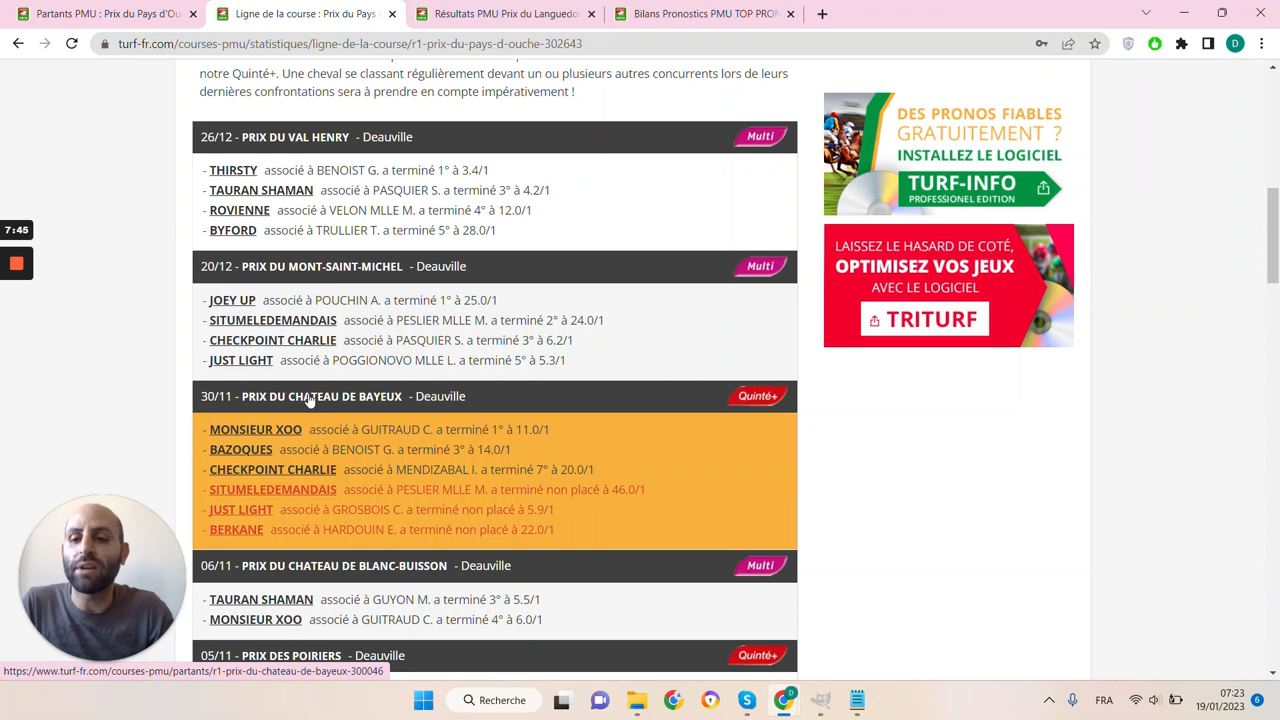 Partants PMU : Prix du Pays d'Ou
Ligne de la course : Prix du Pays
Résultats PMU Prix du Languedo
Bilans Pronostics PMU TOP PRO
turf-fr.com/courses-pmu/statistiques/ligne-de-la-course/r1-prix-du-pays-d-ouche-302643
D
notre Quinté+. Une cheval se classant régulièrement devant un ou plusieurs autres concurrents lors de leurs
dernières confrontations sera à prendre en compte impérativement !
26/12 - PRIX DU VAL HENRY - Deauville Multi
- THIRSTY associé à BENOIST G. a terminé 1° à 3.4/1
- TAURAN SHAMAN associé à PASQUIER S. a terminé 3° à 4.2/1
- ROVIENNE associé à VELON MLLE M. a terminé 4° à 12.0/1
- BYFORD associé à TRULLIER T. a terminé 5° à 28.0/1
20/12 - PRIX DU MONT-SAINT-MICHEL - Deauville Multi
- JOEY UP associé à POUCHIN A. a terminé 1° à 25.0/1
- SITUMELEDEMANDAIS associé à PESLIER MLLE M. a terminé 2° à 24.0/1
- CHECKPOINT CHARLIE associé à PASQUIER S. a terminé 3° à 6.2/1
- JUST LIGHT associé à POGGIONOVO MLLE L. a terminé 5° à 5.3/1
30/11 - PRIX DU CHATEAU DE BAYEUX - Deauville Quinté+
- MONSIEUR XOO associé à GUITRAUD C. a terminé 1° à 11.0/1
- BAZOQUES associé à BENOIST G. a terminé 3° à 14.0/1
- CHECKPOINT CHARLIE associé à MENDIZABAL I. a terminé 7° à 20.0/1
- SITUMELEDEMANDAIS associé à PESLIER MLLE M. a terminé non placé à 46.0/1
- JUST LIGHT associé à GROSBOIS C. a terminé non placé à 5.9/1
- BERKANE associé à HARDOUIN E. a terminé non placé à 22.0/1
06/11 - PRIX DU CHATEAU DE BLANC-BUISSON - Deauville Multi
- TAURAN SHAMAN associé à GUYON M. a terminé 3° à 5.5/1
- MONSIEUR XOO associé à GUITRAUD C. a terminé 4° à 6.0/1
05/11 - PRIX DES POIRIERS - Deauville Quinté+
DES PRONOS FIABLES
GRATUITEMENT ?
INSTALLEZ LE LOGICIEL
TURF-INFO
PROFESSIONEL EDITION
LAISSEZ LE HASARD DE COTÉ,
OPTIMISEZ VOS JEUX
AVEC LE LOGICIEL
TRITURF
7:45
https://www.turf-fr.com/courses-pmu/partants/r1-prix-du-chateau-de-bayeux-300046
Recherche
FRA
07:23
19/01/2023
6